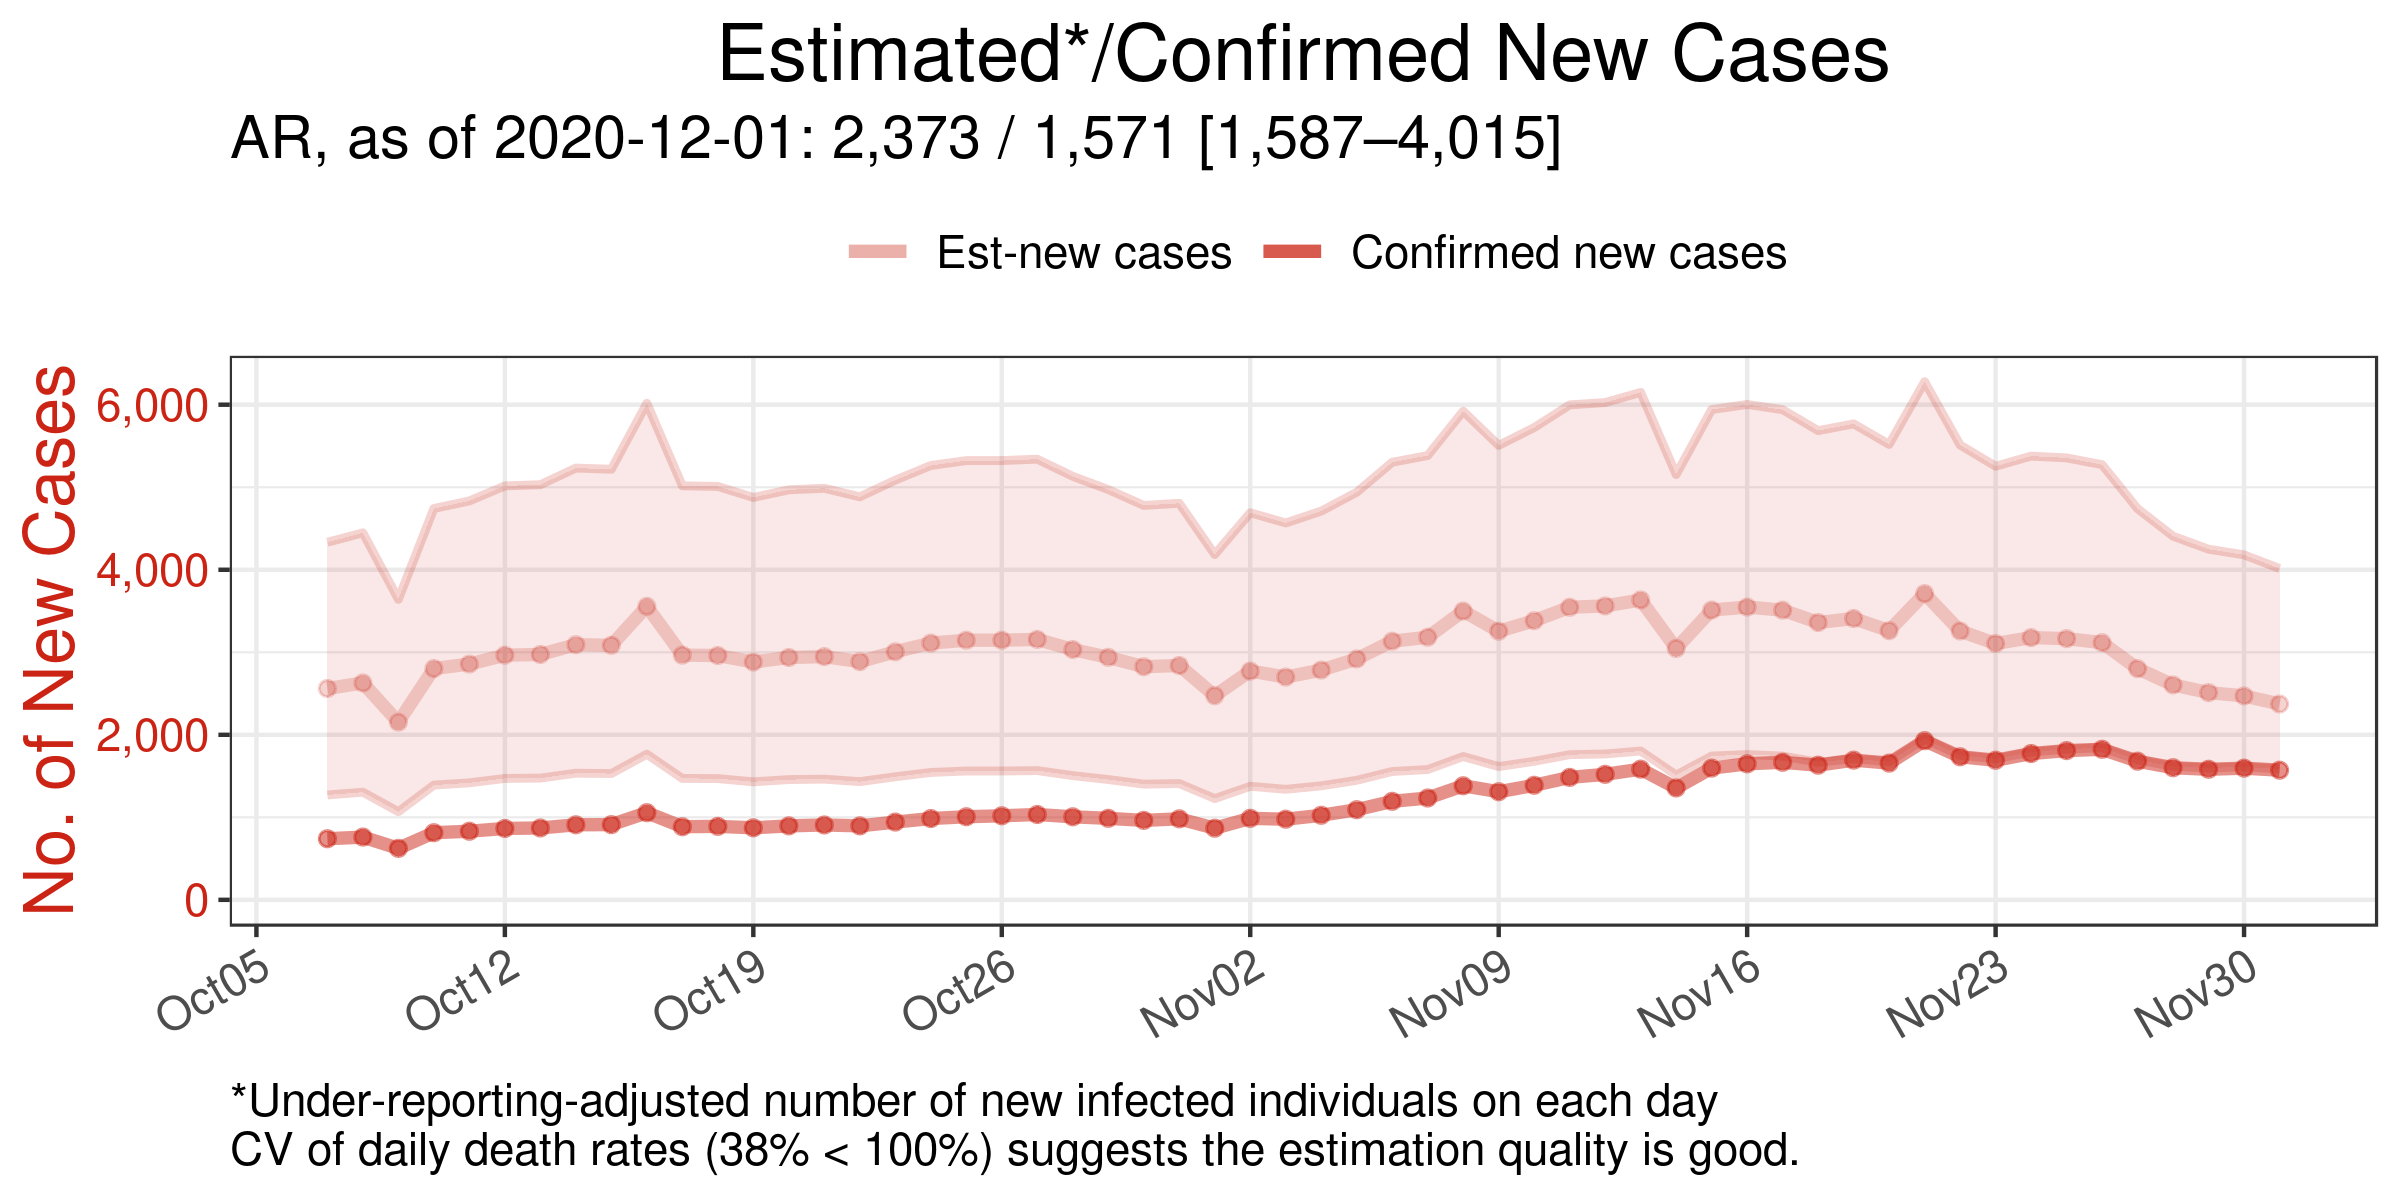 Estimated*/Confirmed New Cases
AR, as of 2020-12-01: 2,373 / 1,571 [1,587–4,015]
Est-new cases
Confirmed new cases
No. of New Cases
6,000
4,000
2,000
0
Oct05
Oct12
Oct19
Oct26
Nov02
Nov09
Nov16
Nov23
Nov30
*Under-reporting-adjusted number of new infected individuals on each day
CV of daily death rates (38% < 100%) suggests the estimation quality is good.